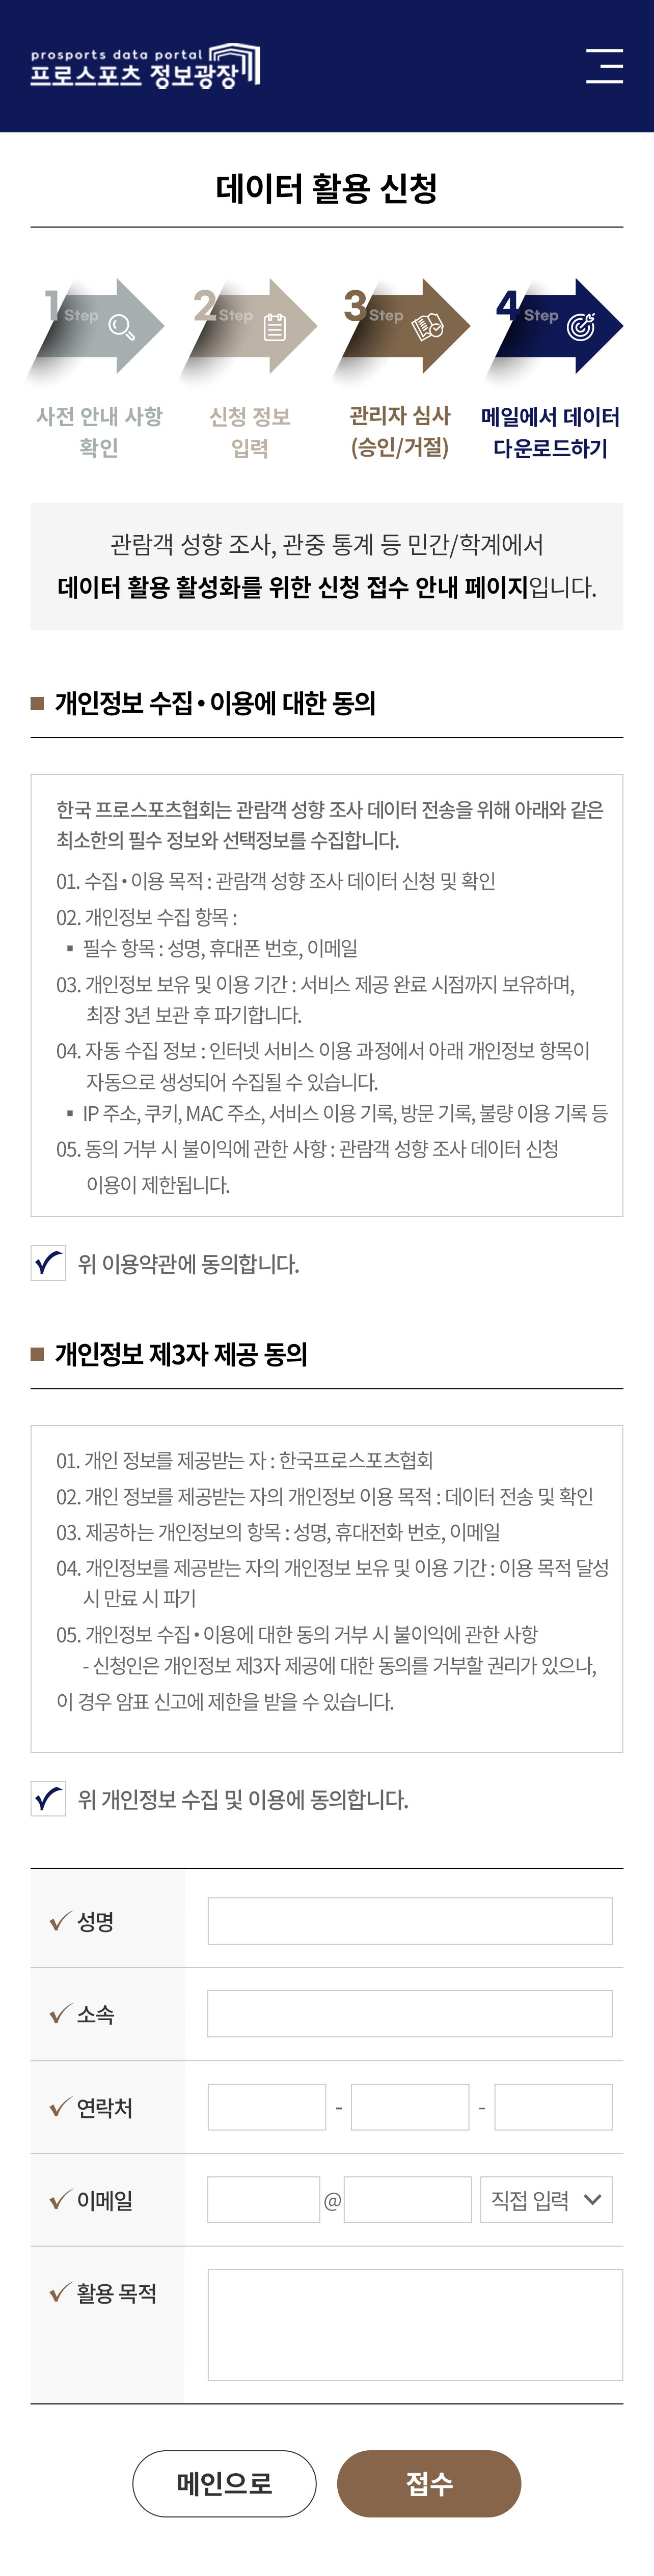 prosports data portal
프로스포츠 정보광장
데이터 활용 신청
1 Step
2 Step
3 Step
4 Step
사전 안내 사항
확인
신청 정보
입력
관리자 심사
(승인/거절)
메일에서 데이터
다운로드하기
관람객 성향 조사, 관중 통계 등 민간/학계에서
데이터 활용 활성화를 위한 신청 접수 안내 페이지입니다.
■ 개인정보 수집•이용에 대한 동의
한국 프로스포츠협회는 관람객 성향 조사 데이터 전송을 위해 아래와 같은
최소한의 필수 정보와 선택정보를 수집합니다.
01. 수집•이용 목적 : 관람객 성향 조사 데이터 신청 및 확인
02. 개인정보 수집 항목 :
▪ 필수 항목 : 성명, 휴대폰 번호, 이메일
03. 개인정보 보유 및 이용 기간 : 서비스 제공 완료 시점까지 보유하며,
최장 3년 보관 후 파기합니다.
04. 자동 수집 정보 : 인터넷 서비스 이용 과정에서 아래 개인정보 항목이
자동으로 생성되어 수집될 수 있습니다.
▪ IP 주소, 쿠키, MAC 주소, 서비스 이용 기록, 방문 기록, 불량 이용 기록 등
05. 동의 거부 시 불이익에 관한 사항 : 관람객 성향 조사 데이터 신청
이용이 제한됩니다.
위 이용약관에 동의합니다.
■ 개인정보 제3자 제공 동의
01. 개인 정보를 제공받는 자 : 한국프로스포츠협회
02. 개인 정보를 제공받는 자의 개인정보 이용 목적 : 데이터 전송 및 확인
03. 제공하는 개인정보의 항목 : 성명, 휴대전화 번호, 이메일
04. 개인정보를 제공받는 자의 개인정보 보유 및 이용 기간 : 이용 목적 달성
시 만료 시 파기
05. 개인정보 수집•이용에 대한 동의 거부 시 불이익에 관한 사항
- 신청인은 개인정보 제3자 제공에 대한 동의를 거부할 권리가 있으나,
이 경우 암표 신고에 제한을 받을 수 있습니다.
위 개인정보 수집 및 이용에 동의합니다.
성명
소속
연락처 - -
이메일 @ 직접 입력
활용 목적
메인으로
접수